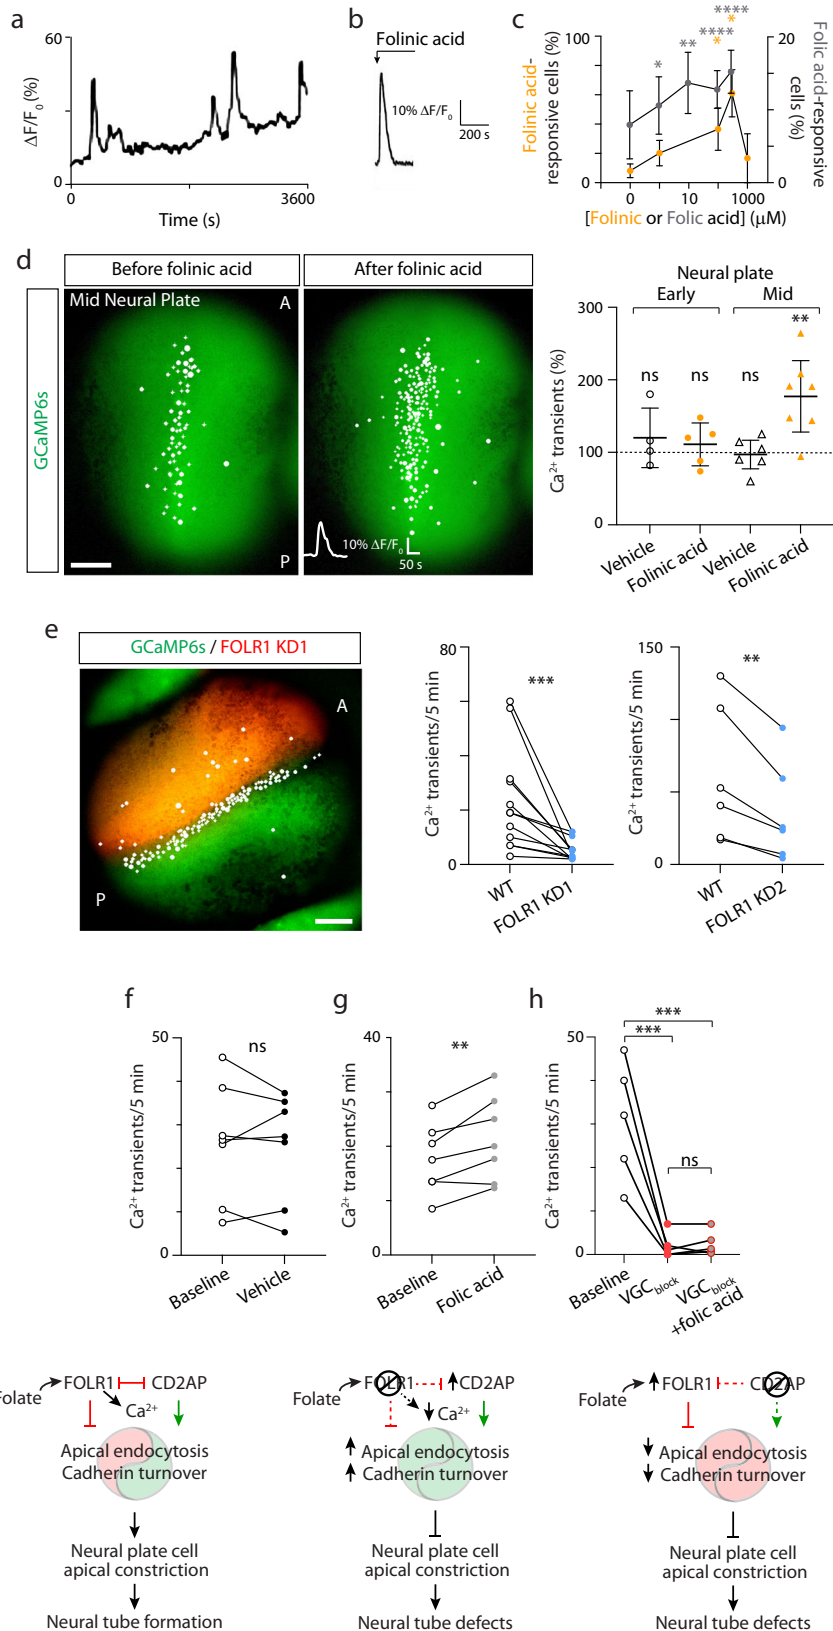 a
60
0
ΔF/F0 (%)
0
3600
Time (s)
b
Folinic acid
10% ΔF/F0
200 s
c
Folinic acid-
responsive cells (%)
100
0
****
*
****
*
**
*
20
0
Folic acid-responsive
cells (%)
0
0
10
1000
[Folinic or Folic acid] (μM)
d
Before folinic acid
After folinic acid
GCaMP6s
Mid Neural Plate
A
P
10% ΔF/F0
50 s
Neural plate
Early
Mid
Ca2+ transients (%)
300
200
100
0
ns
ns
ns
**
Vehicle
Folinic acid
Vehicle
Folinic acid
e
GCaMP6s / FOLR1 KD1
A
P
Ca2+ transients/5 min
80
0
***
WT
FOLR1 KD1
Ca2+ transients/5 min
150
0
**
WT
FOLR1 KD2
f
Ca2+ transients/5 min
50
0
ns
Baseline
Vehicle
g
Ca2+ transients/5 min
40
0
**
Baseline
Folic acid
h
Ca2+ transients/5 min
50
0
***
***
ns
Baseline
VGCblock
VGCblock
+folic acid
Folate
FOLR1
CD2AP
Ca2+
Apical endocytosis
Cadherin turnover
Neural plate cell
apical constriction
Neural tube formation
Folate
FOLR1
CD2AP
Ca2+
Apical endocytosis
Cadherin turnover
Neural plate cell
apical constriction
Neural tube defects
Folate
FOLR1
CD2AP
Apical endocytosis
Cadherin turnover
Neural plate cell
apical constriction
Neural tube defects